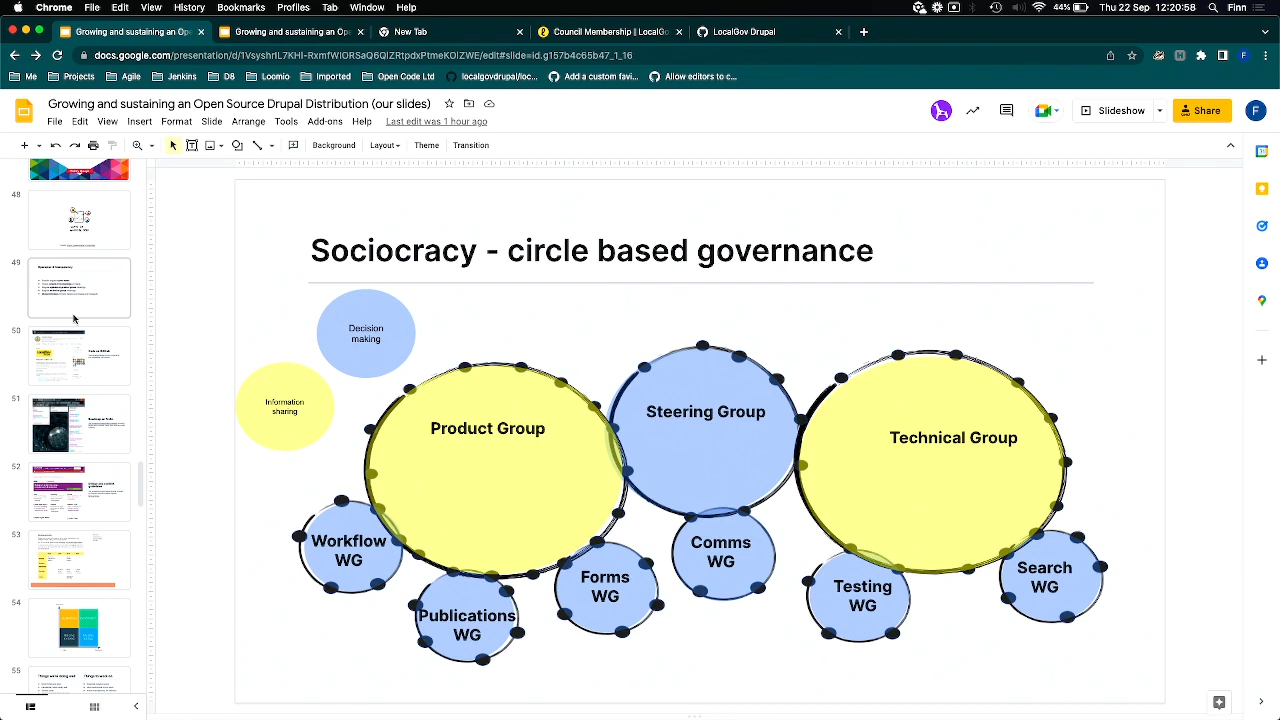 Chrome File Edit View History Bookmarks Profiles Tab Window Help 44% Thu 22 Sep 12:20:58 Finn
Growing and sustaining an Ope Growing and sustaining an Ope New Tab Council Membership || LocalGo LocalGov Drupal
docs.google.com/presentation/d/1VsyshrIL7KHI-RxmfWIORSaQ6QIZRtpdxPtmeKOIZWE/edit#slide=id.g157b4c65b47_1_16
Me Projects Agile Jenkins DB Loomio Imported Open Code Ltd localgovdrupal/loc... Add a custom favi... Allow editors to c...
Growing and sustaining an Open Source Drupal Distribution (our slides)
File Edit View Insert Format Slide Arrange Tools Add-ons Help Last edit was 1 hour ago
Slideshow Share F
Background Layout Theme Transition
48
49
50
52
53
54
55
Sociocracy - circle based governance
Decision
making
Information
sharing
Product Group
Steering Group
Technical Group
Workflow
WG
Publications
WG
Forms
WG
Comms
WG
Testing
WG
Search
WG